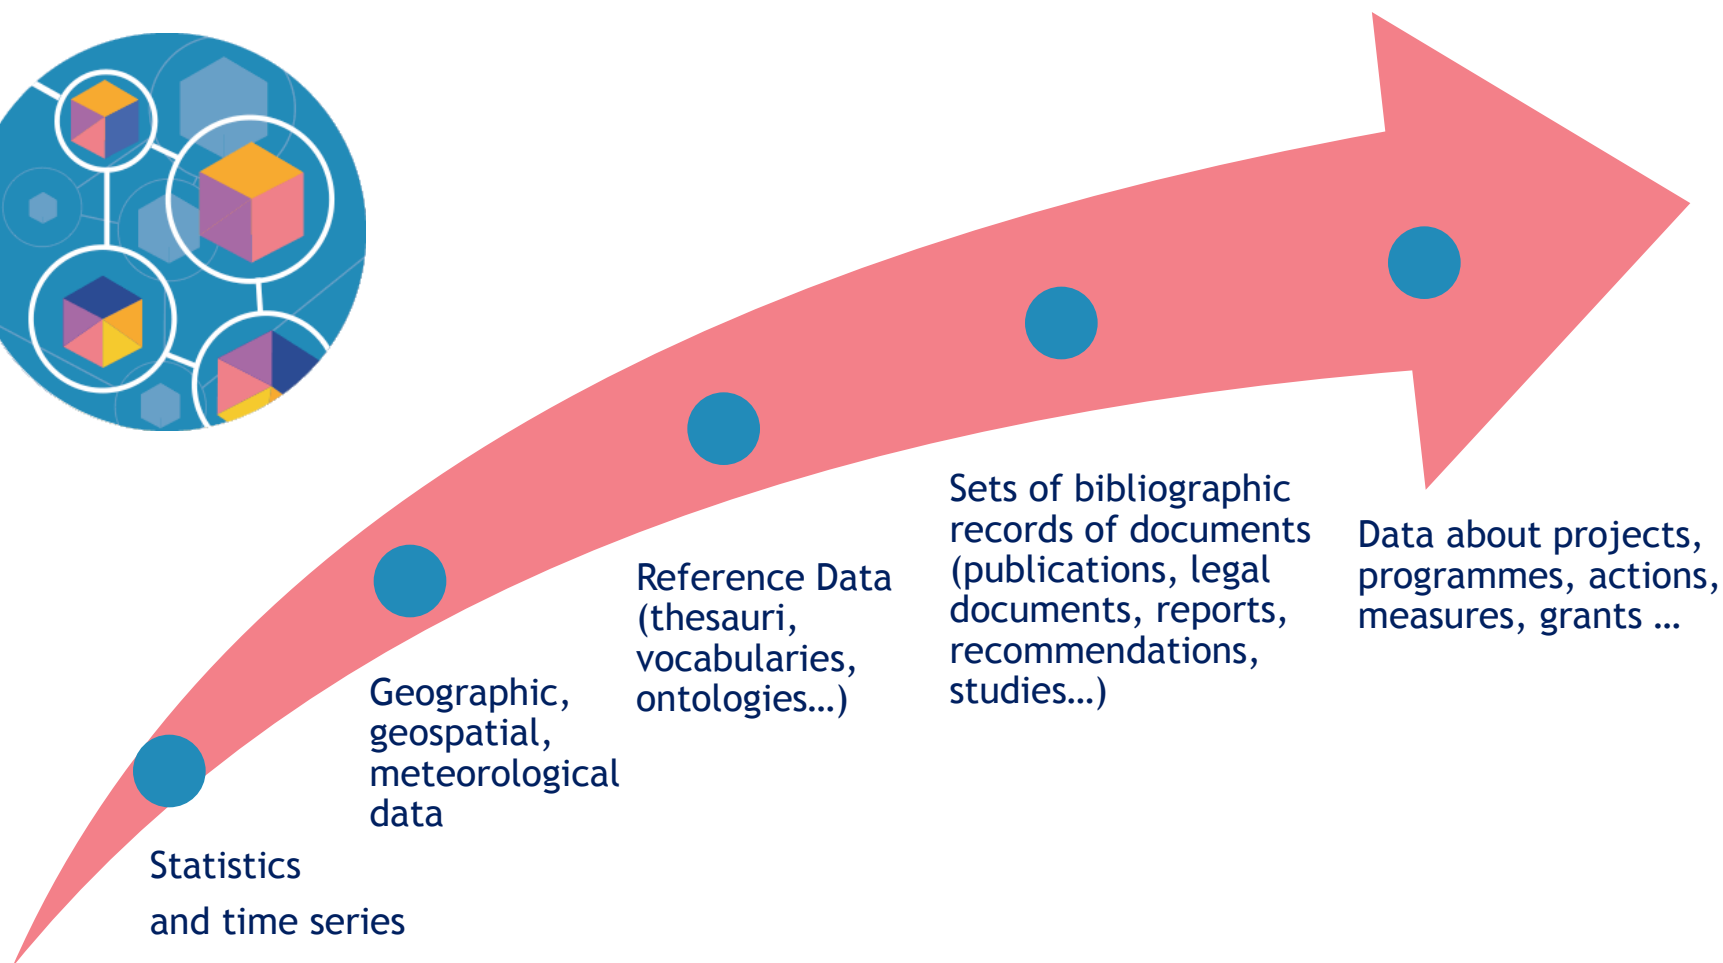 Statistics
and time series
Geographic,
geospatial,
meteorological
data
Reference Data
(thesauri,
vocabularies,
ontologies…)
Sets of bibliographic
records of documents
(publications, legal
documents, reports,
recommendations,
studies…)
Data about projects,
programmes, actions,
measures, grants …